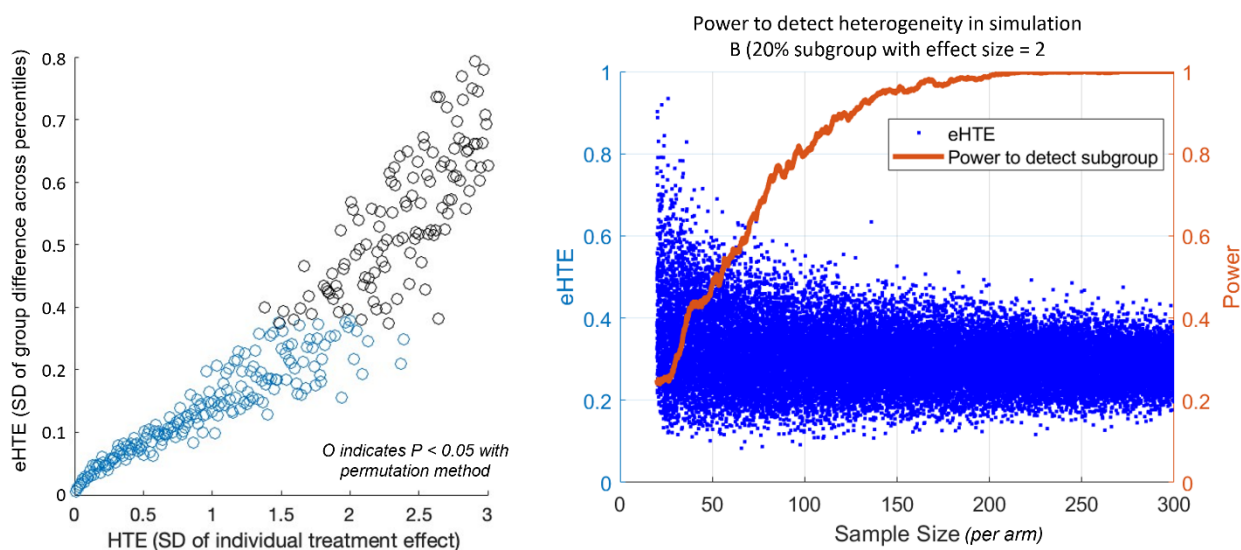 eHTE (SD of group difference across percentiles)
0.8
0.7
0.6
0.5
0.4
0.2
0.1
0
0 0.5 1 1.5 2 2.5 3
HTE (SD of individual treatment effect)
O indicates P < 0.05 with
permutation method
Power to detect heterogeneity in simulation
B (20% subgroup with effect size = 2
eHTE
1
0.8
0.6
0.4
0.2
0
eHTE
Power to detect subgroup
1
0.8
0.6
0.4
0.2
0
Power
0 50 100 150 200 250 300
Sample Size (per arm)